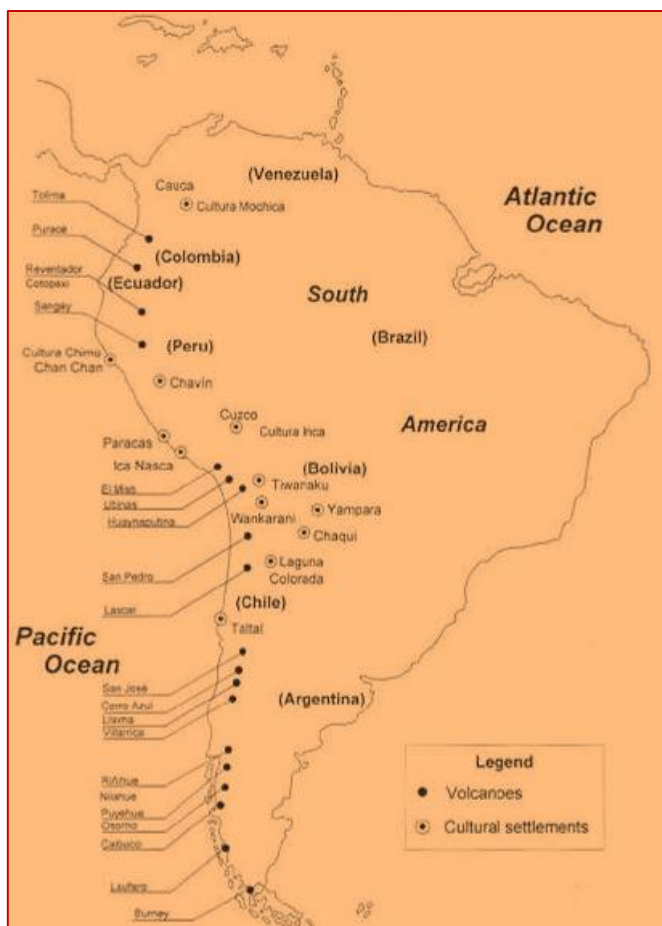 (Venezuela)
Cauca
Cultura Mochica
Atlantic
Ocean
Tolima
Puracé
(Colombia)
Reventador
(Ecuador)
Cotopaxi
South
Sangay
(Brazil)
(Peru)
Cultura Chimu
Chan Chan
Chavín
Cuzco
Cultura Inca
America
Paracas
Ica Nasca
(Bolivia)
El Misti
Tiwanaku
Ubinas
Huaynaputina
Wankarani
Yampara
Chaqui
San Pedro
Laguna
Colorada
Lascar
(Chile)
Taltal
Pacific
Ocean
San José
(Argentina)
Cerro Azul
Llaima
Villarrica
Legend
Riñihue
Volcanoes
Nilahue
Puyehue
Osorno
Cultural settlements
Calbuco
Lautaro
Burney